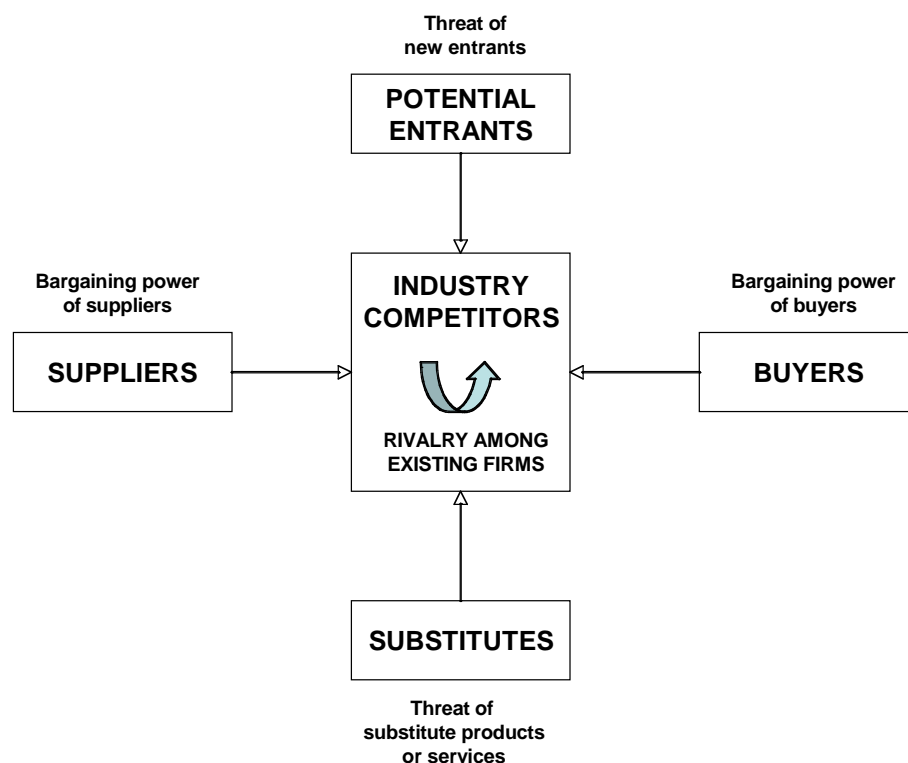 Threat of
new entrants
POTENTIAL
ENTRANTS
Bargaining power
of suppliers
SUPPLIERS
INDUSTRY
COMPETITORS
RIVALRY AMONG
EXISTING FIRMS
Bargaining power
of buyers
BUYERS
SUBSTITUTES
Threat of
substitute products
or services